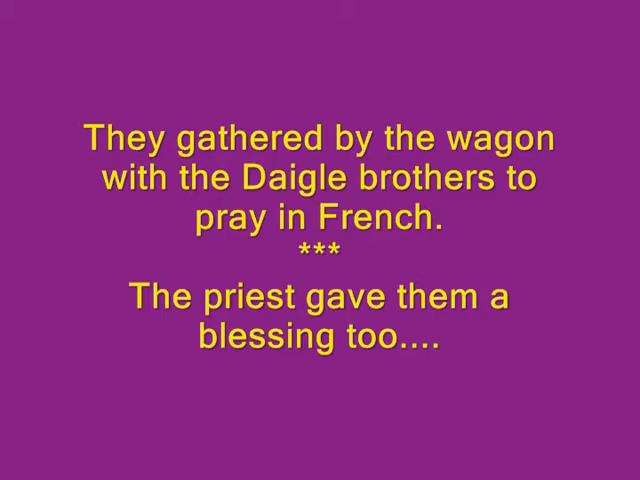 They gathered by the wagon
with the Daigle brothers to
pray in French.
***
The priest gave them a
blessing too....